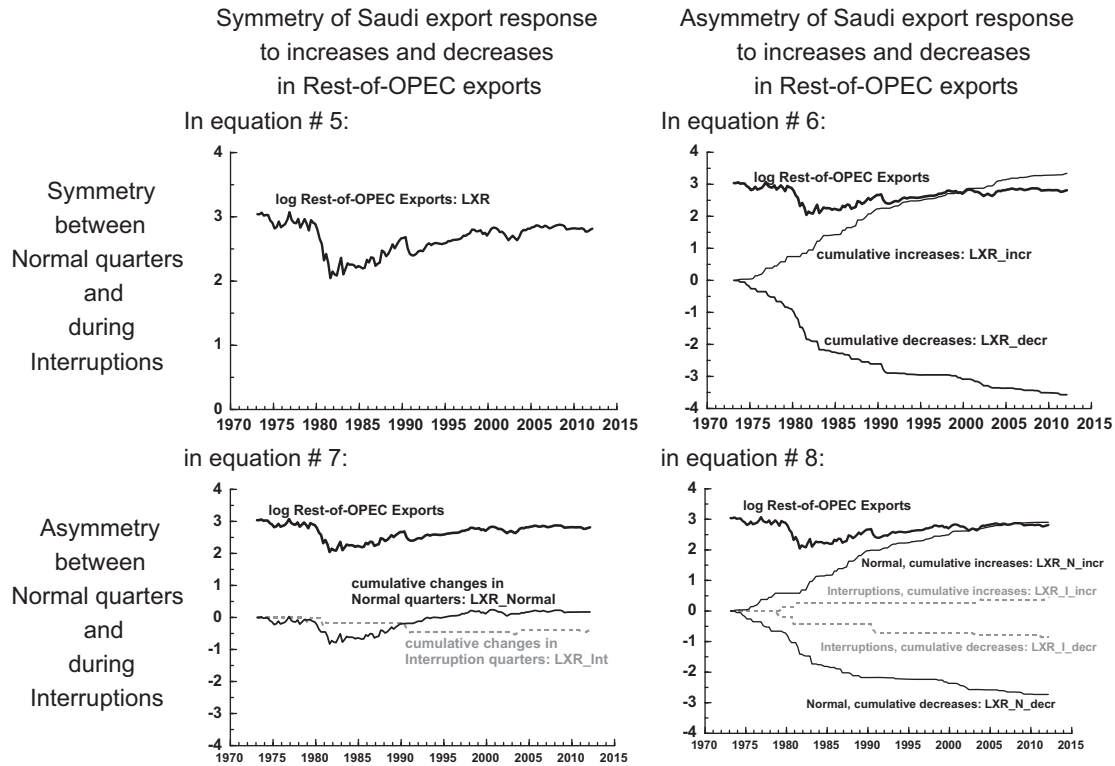 Symmetry of Saudi export response
to increases and decreases
in Rest-of-OPEC exports
Asymmetry of Saudi export response
to increases and decreases
in Rest-of-OPEC exports
Symmetry
between
Normal quarters
and
during
Interruptions
In equation # 5:
4
3
2
1
0
log Rest-of-OPEC Exports: LXR
1970 1975 1980 1985 1990 1995 2000 2005 2010 2015
In equation # 6:
4
3
2
1
0
-1
-2
-3
-4
log Rest-of-OPEC Exports
cumulative increases: LXR_incr
cumulative decreases: LXR_decr
1970 1975 1980 1985 1990 1995 2000 2005 2010 2015
Asymmetry
between
Normal quarters
and
during
Interruptions
in equation # 7:
4
3
2
1
0
-1
-2
-3
-4
log Rest-of-OPEC Exports
cumulative changes in
Normal quarters: LXR_Normal
cumulative changes in
Interruption quarters: LXR_Int
1970 1975 1980 1985 1990 1995 2000 2005 2010 2015
in equation # 8:
4
3
2
1
0
-1
-2
-3
-4
log Rest-of-OPEC Exports
Normal, cumulative increases: LXR_N_incr
Interruptions, cumulative increases: LXR_I_incr
Interruptions, cumulative decreases: LXR_I_decr
Normal, cumulative decreases: LXR_N_decr
1970 1975 1980 1985 1990 1995 2000 2005 2010 2015